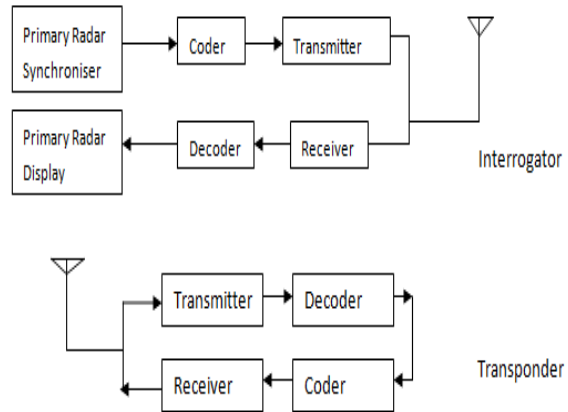 Primary Radar
Synchroniser
Coder
Transmitter
Primary Radar
Display
Decoder
Receiver
Interrogator
Transmitter
Decoder
Receiver
Coder
Transponder